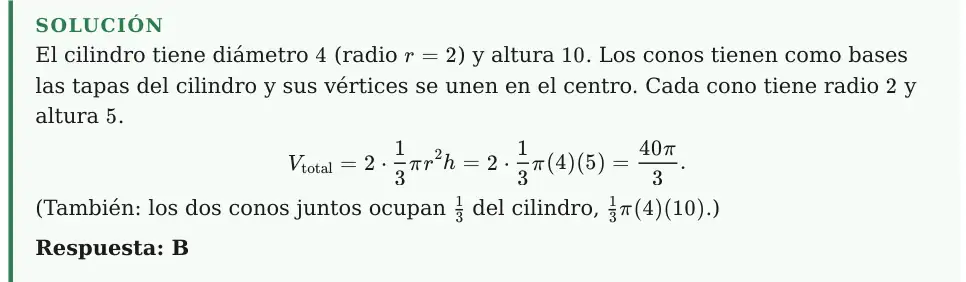 SOLUCIÓN
El cilindro tiene diámetro 4 (radio r = 2) y altura 10. Los conos tienen como bases
las tapas del cilindro y sus vértices se unen en el centro. Cada cono tiene radio 2 y
altura 5.
V_total = 2 · 1/3 πr²h = 2 · 1/3 π(4)(5) = 40π/3.
(También: los dos conos juntos ocupan 1/3 del cilindro, 1/3 π(4)(10).)
Respuesta: B